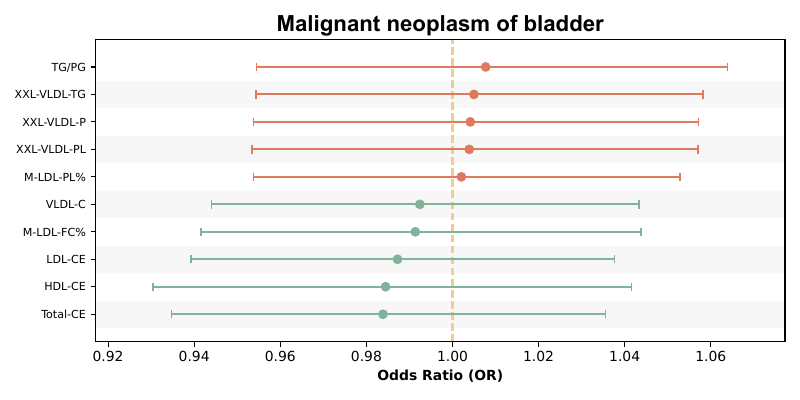 Malignant neoplasm of bladder
TG/PG
XXL-VLDL-TG
XXL-VLDL-P
XXL-VLDL-PL
M-LDL-PL%
VLDL-C
M-LDL-FC%
LDL-CE
HDL-CE
Total-CE
0.92 0.94 0.96 0.98 1.00 1.02 1.04 1.06
Odds Ratio (OR)